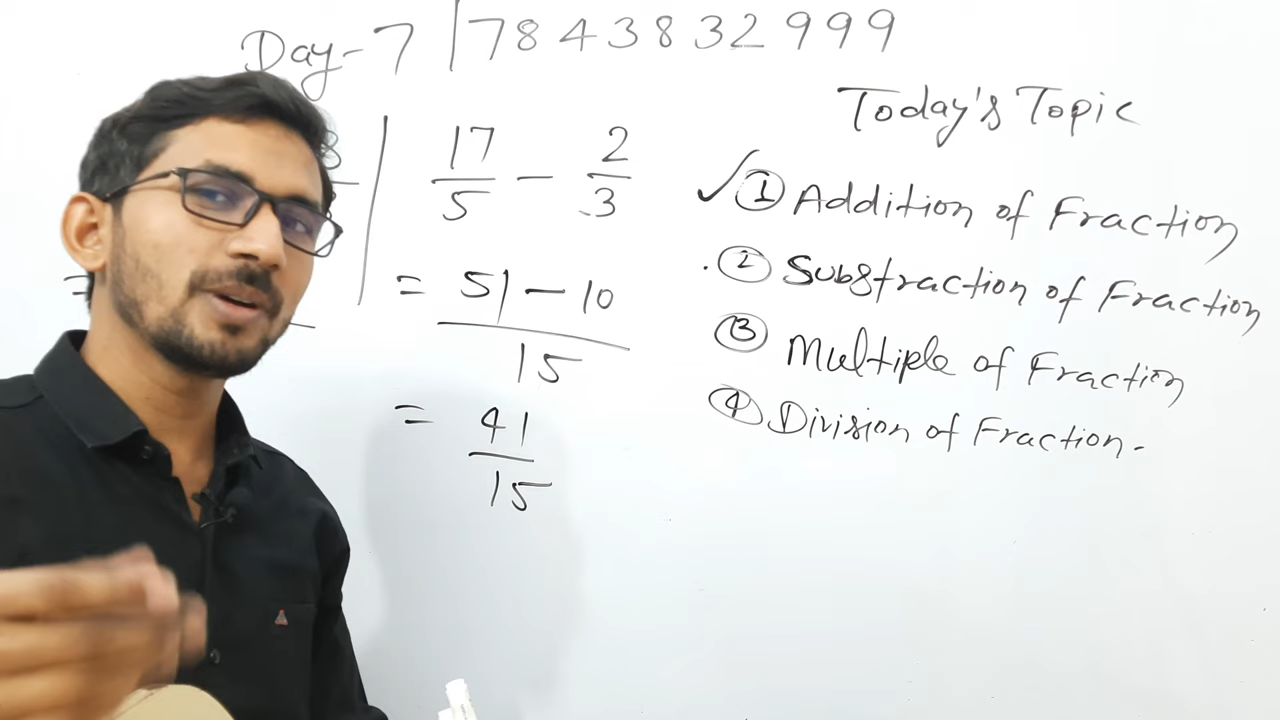 Day-7 | 7843832999
Today's Topic
✓ ① Addition of Fraction
② Substraction of Fraction
③ Multiple of Fraction
④ Division of Fraction.
17/5 - 2/3
= 51 - 10 / 15
= 41/15